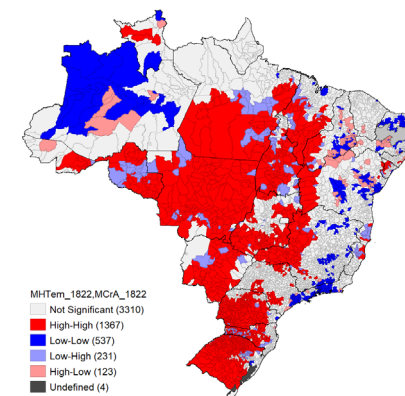 MHTem_1822,MCrA_1822
Not Significant (3310)
High-High (1367)
Low-Low (537)
Low-High (231)
High-Low (123)
Undefined (4)